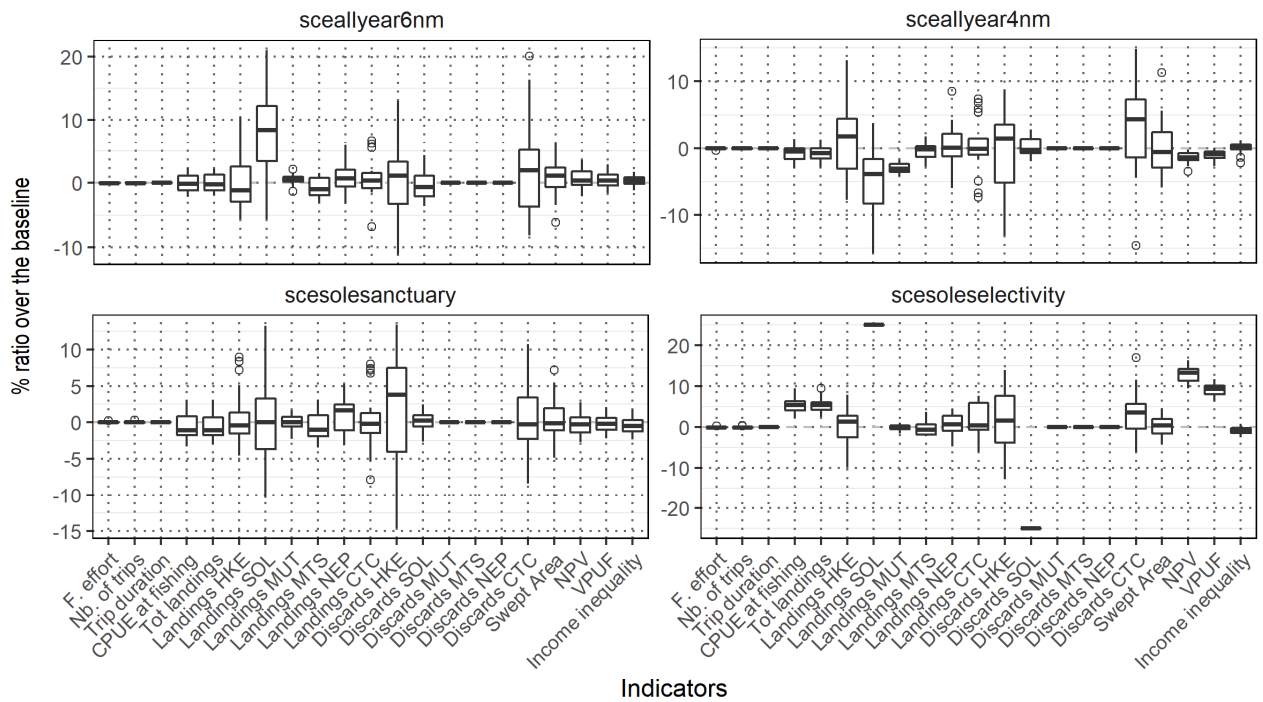 sceallyear6nm
sceallyear4nm
20
10
0
-10
10
0
-10
% ratio over the baseline
scesolesanctuary
scesoleselectivity
10
5
0
-5
-10
-15
20
10
0
-10
-20
F. effort
Nb. of trips
Trip duration
CPUE at fishing
Tot landings
Landings HKE
Landings SOL
Landings MUT
Landings MTS
Landings NEP
Landings CTC
Discards HKE
Discards SOL
Discards MUT
Discards MTS
Discards NEP
Discards CTC
Swept Area
NPV
VPUF
Income inequality
F. effort
Nb. of trips
Trip duration
CPUE at fishing
Tot landings
Landings HKE
Landings SOL
Landings MUT
Landings MTS
Landings NEP
Landings CTC
Discards HKE
Discards SOL
Discards MUT
Discards MTS
Discards NEP
Discards CTC
Swept Area
NPV
VPUF
Income inequality
Indicators